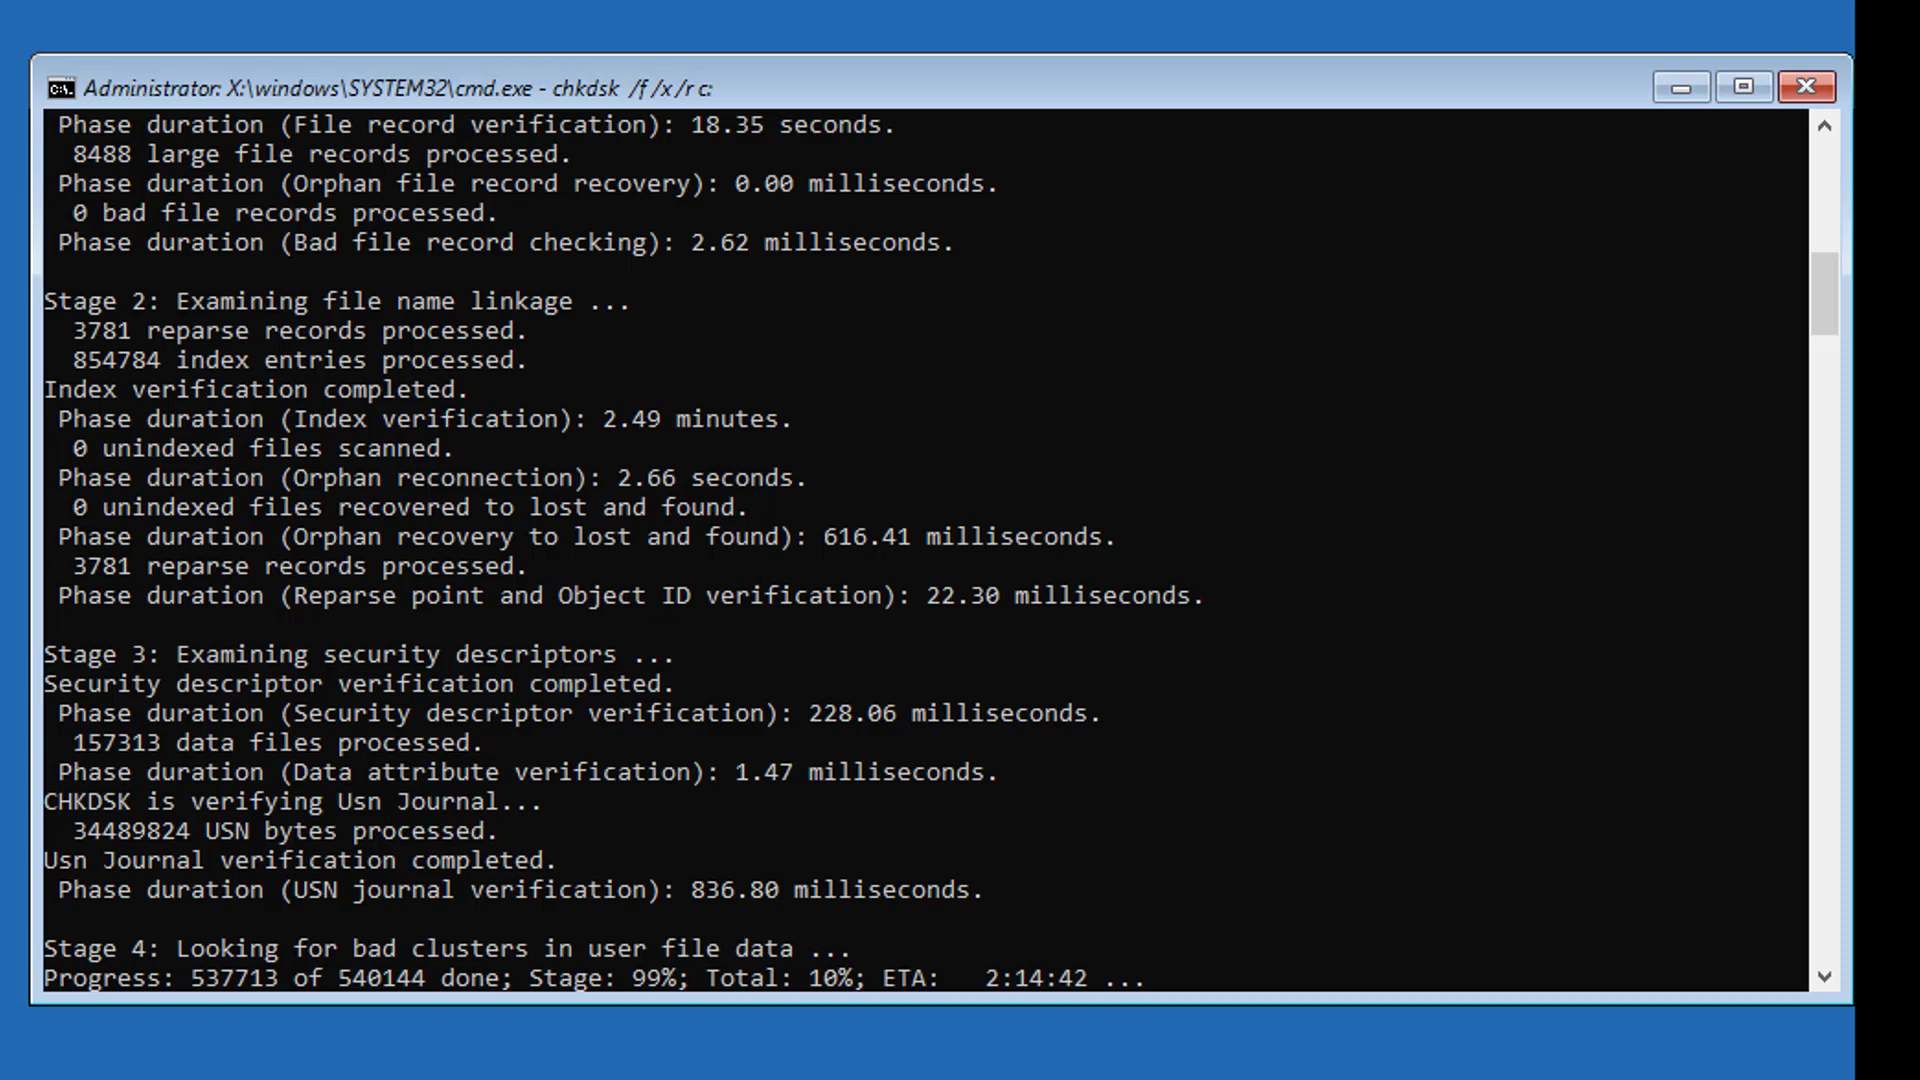 Administrator: X:\windows\SYSTEM32\cmd.exe - chkdsk /f /x /r c:
Phase duration (File record verification): 18.35 seconds.
8488 large file records processed.
Phase duration (Orphan file record recovery): 0.00 milliseconds.
0 bad file records processed.
Phase duration (Bad file record checking): 2.62 milliseconds.
Stage 2: Examining file name linkage ...
3781 reparse records processed.
854784 index entries processed.
Index verification completed.
Phase duration (Index verification): 2.49 minutes.
0 unindexed files scanned.
Phase duration (Orphan reconnection): 2.66 seconds.
0 unindexed files recovered to lost and found.
Phase duration (Orphan recovery to lost and found): 616.41 milliseconds.
3781 reparse records processed.
Phase duration (Reparse point and Object ID verification): 22.30 milliseconds.
Stage 3: Examining security descriptors ...
Security descriptor verification completed.
Phase duration (Security descriptor verification): 228.06 milliseconds.
157313 data files processed.
Phase duration (Data attribute verification): 1.47 milliseconds.
CHKDSK is verifying Usn Journal...
34489824 USN bytes processed.
Usn Journal verification completed.
Phase duration (USN journal verification): 836.80 milliseconds.
Stage 4: Looking for bad clusters in user file data ...
Progress: 537713 of 540144 done; Stage: 99%; Total: 10%; ETA:   2:14:42 ...